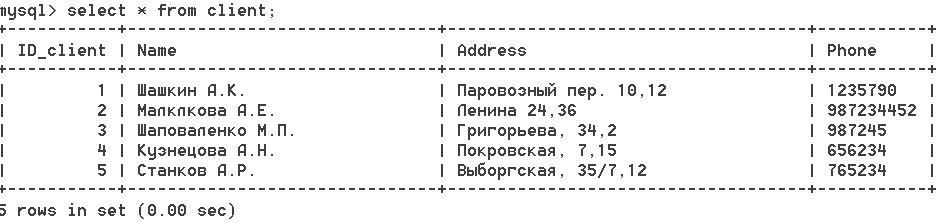 mysql> select * from client;
+-----------+------------------------------+----------------------------------+-----------+
| ID_client | Name                         | Address                          | Phone     |
+-----------+------------------------------+----------------------------------+-----------+
|         1 | Шашкин А.К.                  | Паровозный пер. 10,12            | 1235790   |
|         2 | Малклкова А.Е.               | Ленина 24,36                     | 987234452 |
|         3 | Шаповаленко М.П.             | Григорьева, 34,2                 | 987245    |
|         4 | Кузнецова А.Н.               | Покровская, 7,15                 | 656234    |
|         5 | Станков А.Р.                 | Выборгская, 35/7,12              | 765234    |
+-----------+------------------------------+----------------------------------+-----------+
5 rows in set (0.00 sec)